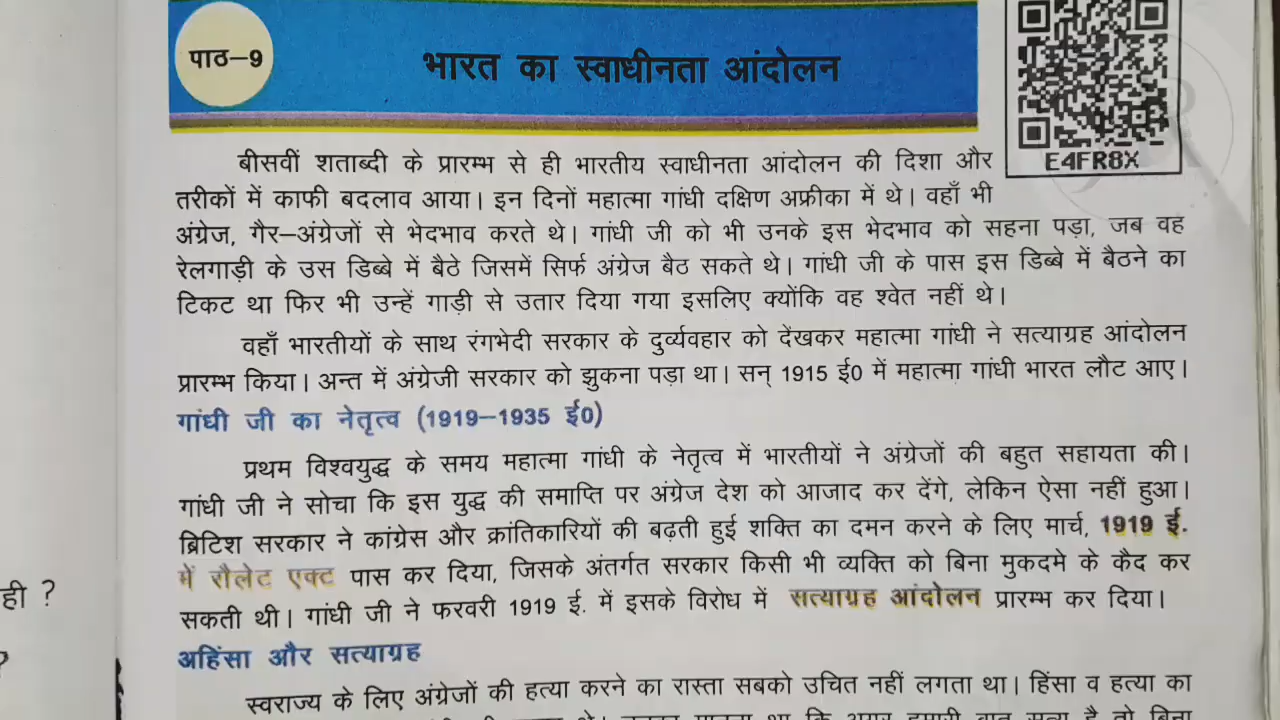 पाठ–9
भारत का स्वाधीनता आंदोलन
E4FR8X
बीसवीं शताब्दी के प्रारम्भ से ही भारतीय स्वाधीनता आंदोलन की दिशा और
तरीकों में काफी बदलाव आया। इन दिनों महात्मा गांधी दक्षिण अफ्रीका में थे। वहाँ भी
अंग्रेज, गैर–अंग्रेजों से भेदभाव करते थे। गांधी जी को भी उनके इस भेदभाव को सहना पड़ा, जब वह
रेलगाड़ी के उस डिब्बे में बैठे जिसमें सिर्फ अंग्रेज बैठ सकते थे। गांधी जी के पास इस डिब्बे में बैठने का
टिकट था फिर भी उन्हें गाड़ी से उतार दिया गया इसलिए क्योंकि वह श्वेत नहीं थे।
वहाँ भारतीयों के साथ रंगभेदी सरकार के दुर्व्यवहार को देंखकर महात्मा गांधी ने सत्याग्रह आंदोलन
प्रारम्भ किया। अन्त में अंग्रेजी सरकार को झुकना पड़ा था। सन् 1915 ई0 में महात्मा गांधी भारत लौट आए।
गांधी जी का नेतृत्व (1919–1935 ई0)
प्रथम विश्वयुद्ध के समय महात्मा गांधी के नेतृत्व में भारतीयों ने अंग्रेजों की बहुत सहायता की।
गांधी जी ने सोचा कि इस युद्ध की समाप्ति पर अंग्रेज देश को आजाद कर देंगे, लेकिन ऐसा नहीं हुआ।
ब्रिटिश सरकार ने कांग्रेस और क्रांतिकारियों की बढ़ती हुई शक्ति का दमन करने के लिए मार्च, 1919 ई.
में रौलेट एक्ट पास कर दिया, जिसके अंतर्गत सरकार किसी भी व्यक्ति को बिना मुकदमे के कैद कर
सकती थी। गांधी जी ने फरवरी 1919 ई. में इसके विरोध में सत्याग्रह आंदोलन प्रारम्भ कर दिया।
अहिंसा और सत्याग्रह
स्वराज्य के लिए अंग्रेजों की हत्या करने का रास्ता सबको उचित नहीं लगता था। हिंसा व हत्या का
ही ?